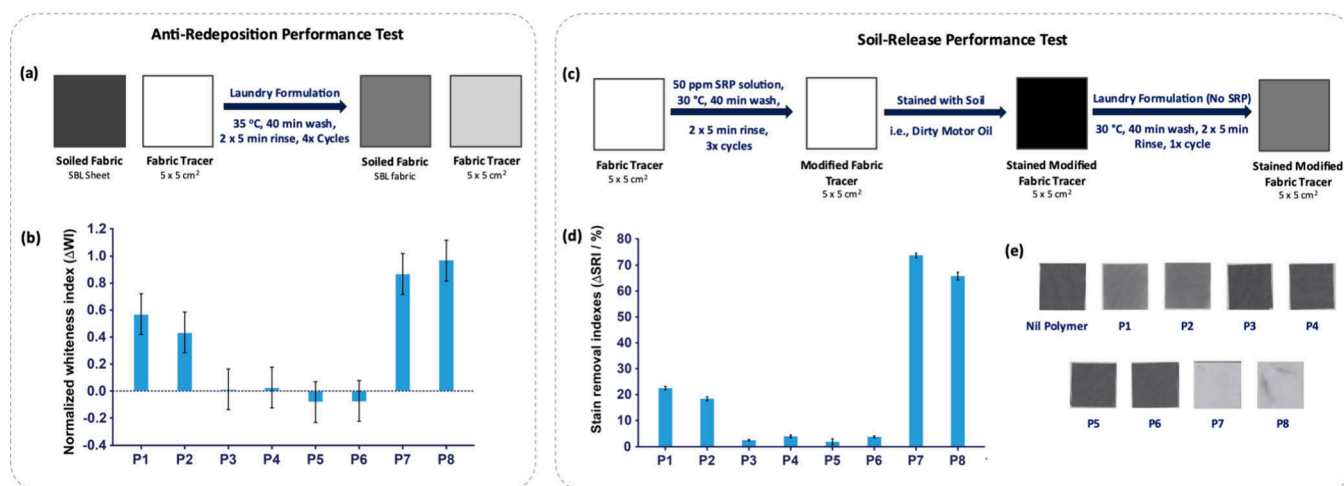 Anti-Redeposition Performance Test
(a)
Laundry Formulation
35 °C, 40 min wash,
2 x 5 min rinse, 4x Cycles
Soiled Fabric
SBL Sheet
Fabric Tracer
5 x 5 cm²
Soiled Fabric
SBL fabric
Fabric Tracer
5 x 5 cm²
(b)
Normalized whiteness index (ΔWI)
1.2
1.0
0.8
0.6
0.4
0.2
0.0
-0.2
-0.4
P1 P2 P3 P4 P5 P6 P7 P8
Soil-Release Performance Test
(c)
50 ppm SRP solution,
30 °C, 40 min wash,
2 x 5 min rinse,
3x cycles
Stained with Soil
i.e., Dirty Motor Oil
Laundry Formulation (No SRP)
30 °C, 40 min wash, 2 x 5 min
Rinse, 1x cycle
Fabric Tracer
5 x 5 cm²
Modified Fabric
Tracer
5 x 5 cm²
Stained Modified
Fabric Tracer
5 x 5 cm²
Stained Modified
Fabric Tracer
5 x 5 cm²
(d)
Stain removal indexes (ΔSRI / %)
80
70
60
50
40
30
20
10
0
P1 P2 P3 P4 P5 P6 P7 P8
(e)
Nil Polymer P1 P2 P3 P4
P5 P6 P7 P8